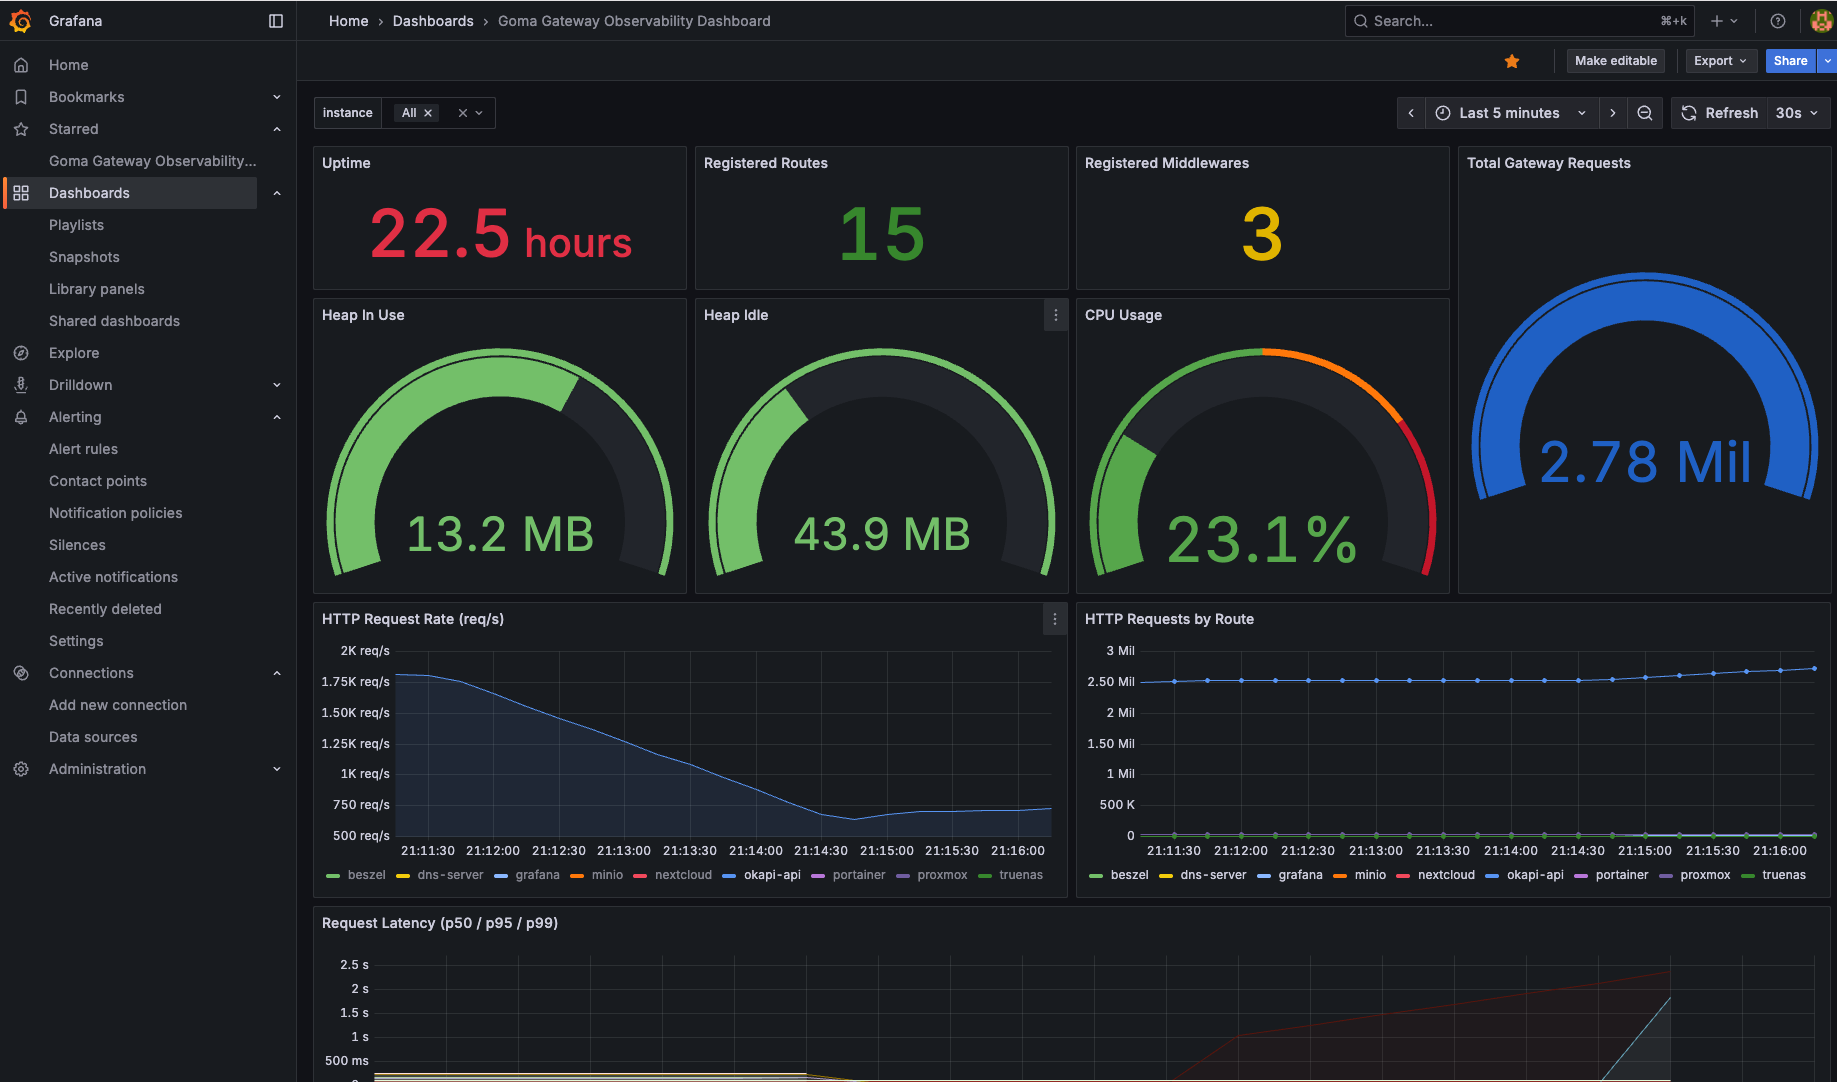 Grafana
Home › Dashboards › Goma Gateway Observability Dashboard
Search... ⌘+k
Make editable
Export
Share
Home
Bookmarks
Starred
Goma Gateway Observability...
Dashboards
Playlists
Snapshots
Library panels
Shared dashboards
Explore
Drilldown
Alerting
Alert rules
Contact points
Notification policies
Silences
Active notifications
Recently deleted
Settings
Connections
Add new connection
Data sources
Administration
instance All
Last 5 minutes
Refresh 30s
Uptime
22.5 hours
Registered Routes
15
Registered Middlewares
3
Total Gateway Requests
2.78 Mil
Heap In Use
13.2 MB
Heap Idle
43.9 MB
CPU Usage
23.1%
HTTP Request Rate (req/s)
2K req/s
1.75K req/s
1.50K req/s
1.25K req/s
1K req/s
750 req/s
500 req/s
21:11:30 21:12:00 21:12:30 21:13:00 21:13:30 21:14:00 21:14:30 21:15:00 21:15:30 21:16:00
beszel dns-server grafana minio nextcloud okapi-api portainer proxmox truenas
HTTP Requests by Route
3 Mil
2.50 Mil
2 Mil
1.50 Mil
1 Mil
500 K
0
21:11:30 21:12:00 21:12:30 21:13:00 21:13:30 21:14:00 21:14:30 21:15:00 21:15:30 21:16:00
beszel dns-server grafana minio nextcloud okapi-api portainer proxmox truenas
Request Latency (p50 / p95 / p99)
2.5 s
2 s
1.5 s
1 s
500 ms